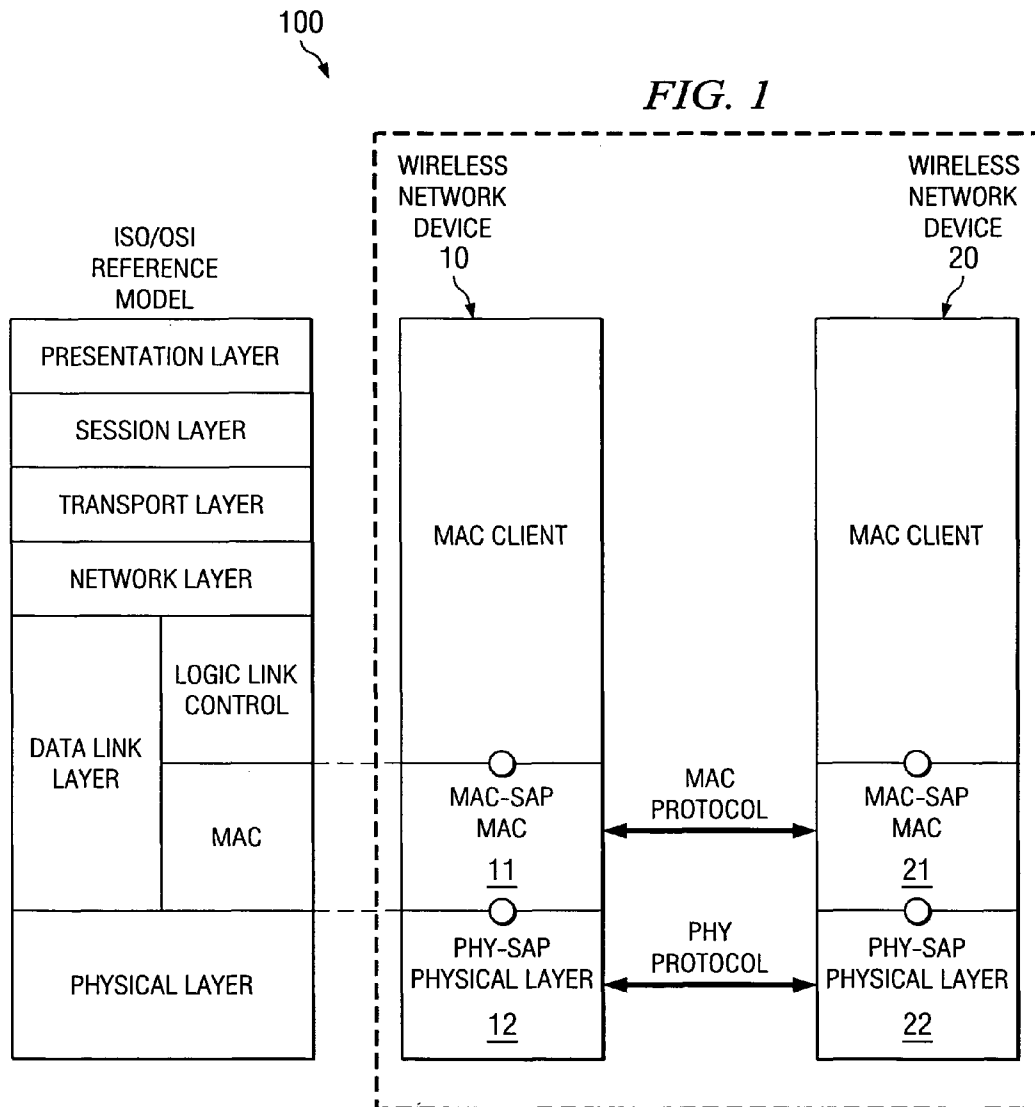 100
FIG. 1
WIRELESS
NETWORK
DEVICE
10
WIRELESS
NETWORK
DEVICE
20
ISO/OSI
REFERENCE
MODEL
PRESENTATION LAYER
SESSION LAYER
TRANSPORT LAYER
NETWORK LAYER
DATA LINK
LAYER
LOGIC LINK
CONTROL
MAC
PHYSICAL LAYER
MAC CLIENT
MAC-SAP
MAC
11
PHY-SAP
PHYSICAL LAYER
12
MAC
PROTOCOL
PHY
PROTOCOL
MAC CLIENT
MAC-SAP
MAC
21
PHY-SAP
PHYSICAL LAYER
22